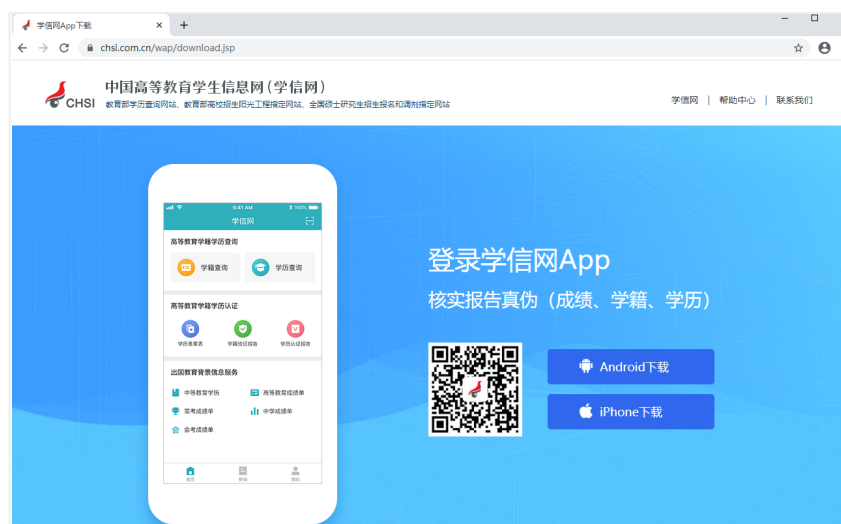 学信网App下载
chsi.com.cn/wap/download.jsp
CHSI
中国高等教育学生信息网(学信网)
教育部学历查询网站、教育部高校招生阳光工程指定网站、全国硕士研究生招生报名和调剂指定网站
学信网 | 帮助中心 | 联系我们
9:41 AM
100%
学信网
高等教育学籍学历查询
学籍查询
学历查询
高等教育学籍学历认证
学历备案表
学籍验证报告
学历认证报告
出国教育背景信息服务
中等教育学历
高等教育成绩单
高考成绩单
中学成绩单
会考成绩单
首页
我的
登录学信网App
核实报告真伪(成绩、学籍、学历)
Android下载
iPhone下载